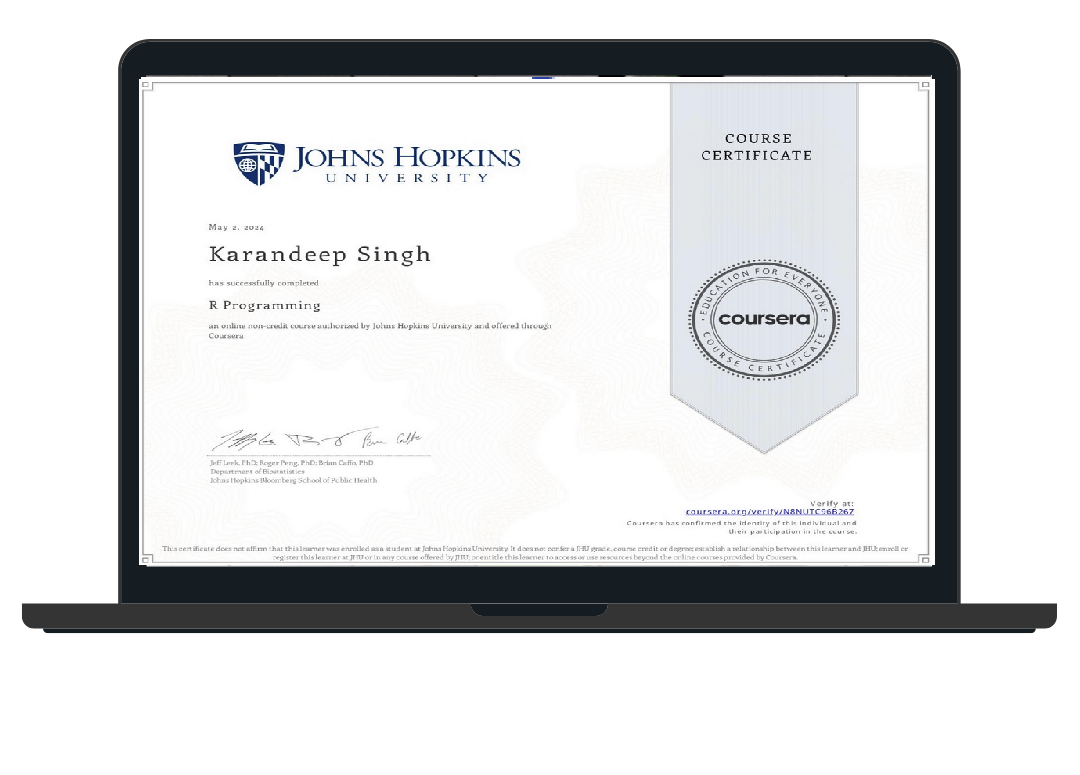 JOHNS HOPKINS
UNIVERSITY
COURSE
CERTIFICATE
May 2, 2024
Karandeep Singh
has successfully completed
R Programming
an online non-credit course authorized by Johns Hopkins University and offered through
Coursera
EDUCATION FOR EVERYONE
coursera
COURSE CERTIFICATE
Jeff Leek, PhD; Roger Peng, PhD; Brian Caffo, PhD
Department of Biostatistics
Johns Hopkins Bloomberg School of Public Health
Verify at:
Coursera has confirmed the identity of this individual and
their participation in the course.
This certificate does not affirm that this learner was enrolled as a student at Johns Hopkins University. It does not confer a JHU grade, course credit or degree; establish a relationship between this learner and JHU; enroll or
register this learner at JHU or in any course offered by JHU; or entitle this learner to access or use resources beyond the online courses provided by Coursera.